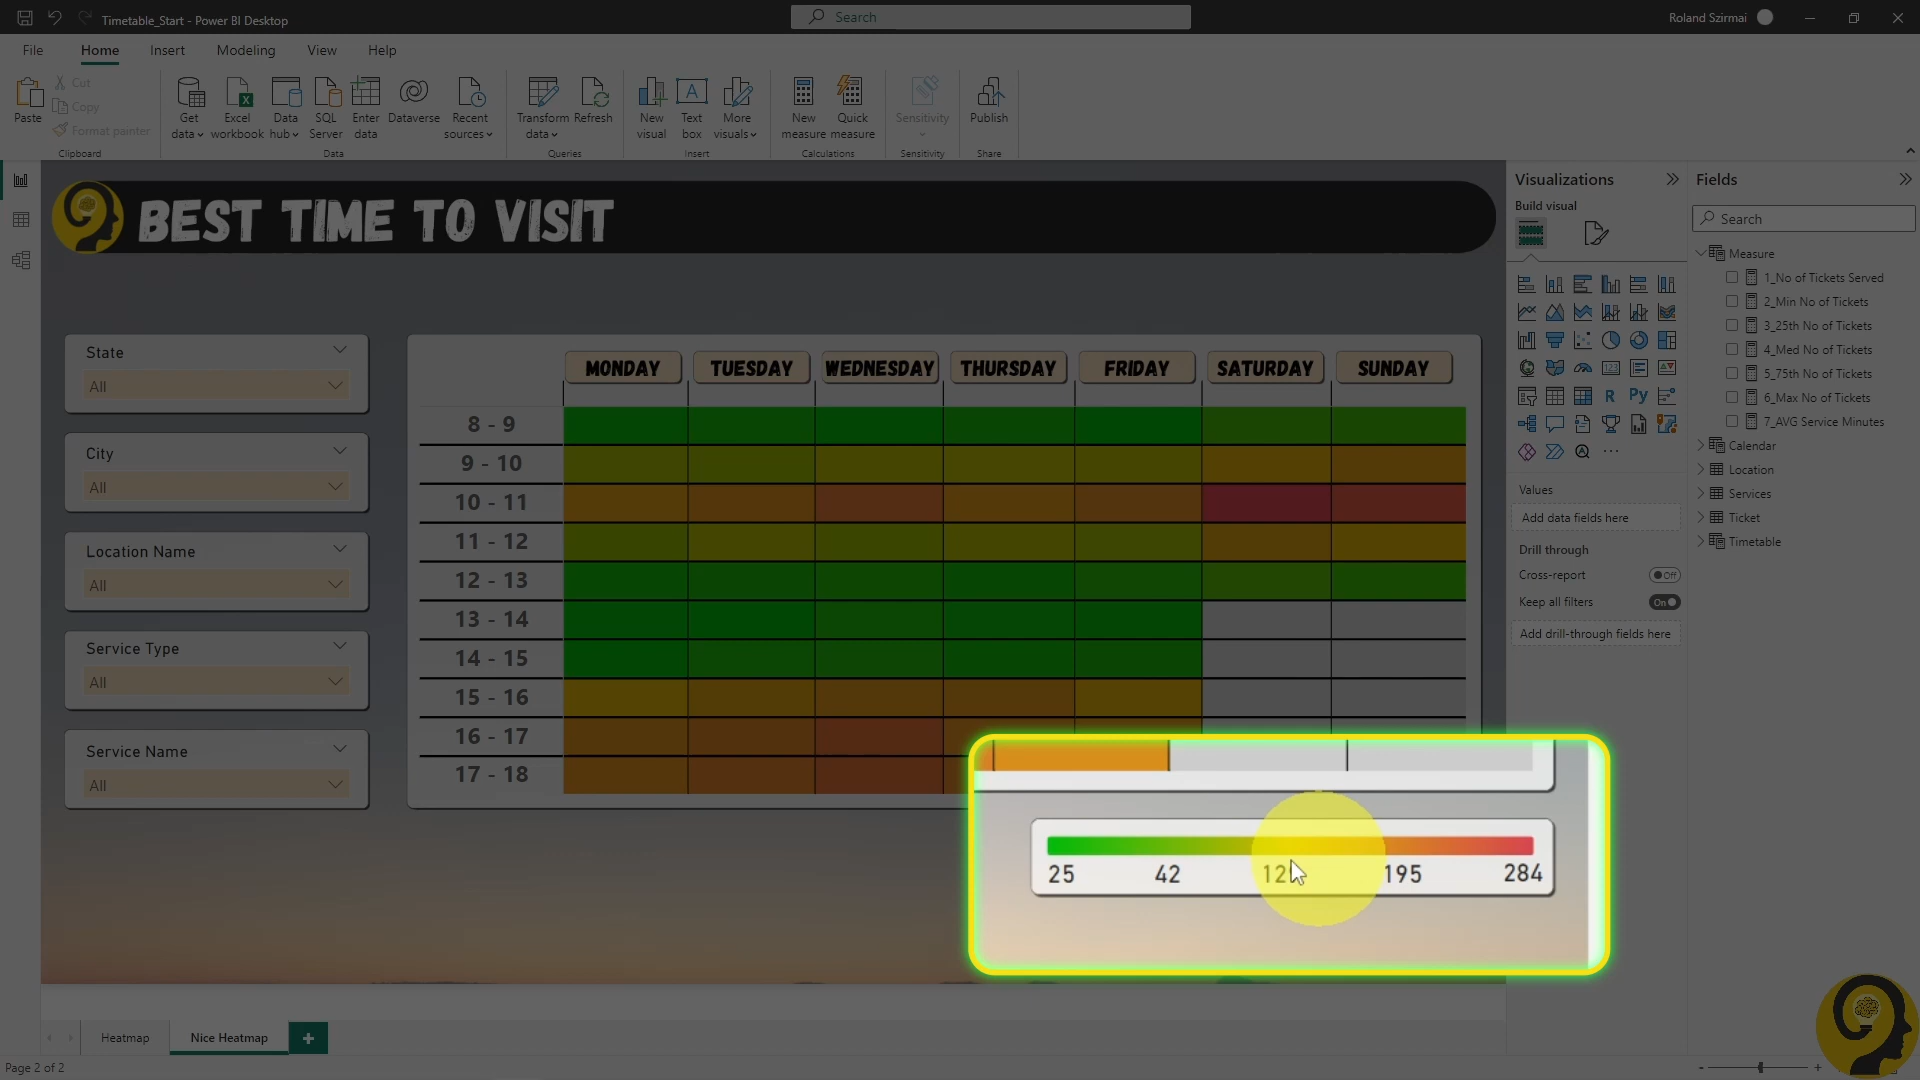 Timetable_Start - Power BI Desktop
Search
Roland Szirmai
File Home Insert Modeling View Help
Paste
Cut
Copy
Format painter
Clipboard
Get data
Excel workbook
Data hub
SQL Server
Enter data
Dataverse
Recent sources
Data
Transform data
Refresh
Queries
New visual
Text box
More visuals
Insert
New measure
Quick measure
Calculations
Sensitivity
Sensitivity
Publish
Share
BEST TIME TO VISIT
State
All
City
All
Location Name
All
Service Type
All
Service Name
All
MONDAY TUESDAY WEDNESDAY THURSDAY FRIDAY SATURDAY SUNDAY
8 - 9
9 - 10
10 - 11
11 - 12
12 - 13
13 - 14
14 - 15
15 - 16
16 - 17
17 - 18
25 42 195 284
Visualizations
Build visual
Values
Add data fields here
Drill through
Cross-report Off
Keep all filters On
Add drill-through fields here
Fields
Search
Measure
1_No of Tickets Served
2_Min No of Tickets
3_25th No of Tickets
4_Med No of Tickets
5_75th No of Tickets
6_Max No of Tickets
7_AVG Service Minutes
Calendar
Location
Services
Ticket
Timetable
Heatmap
Nice Heatmap
Page 2 of 2